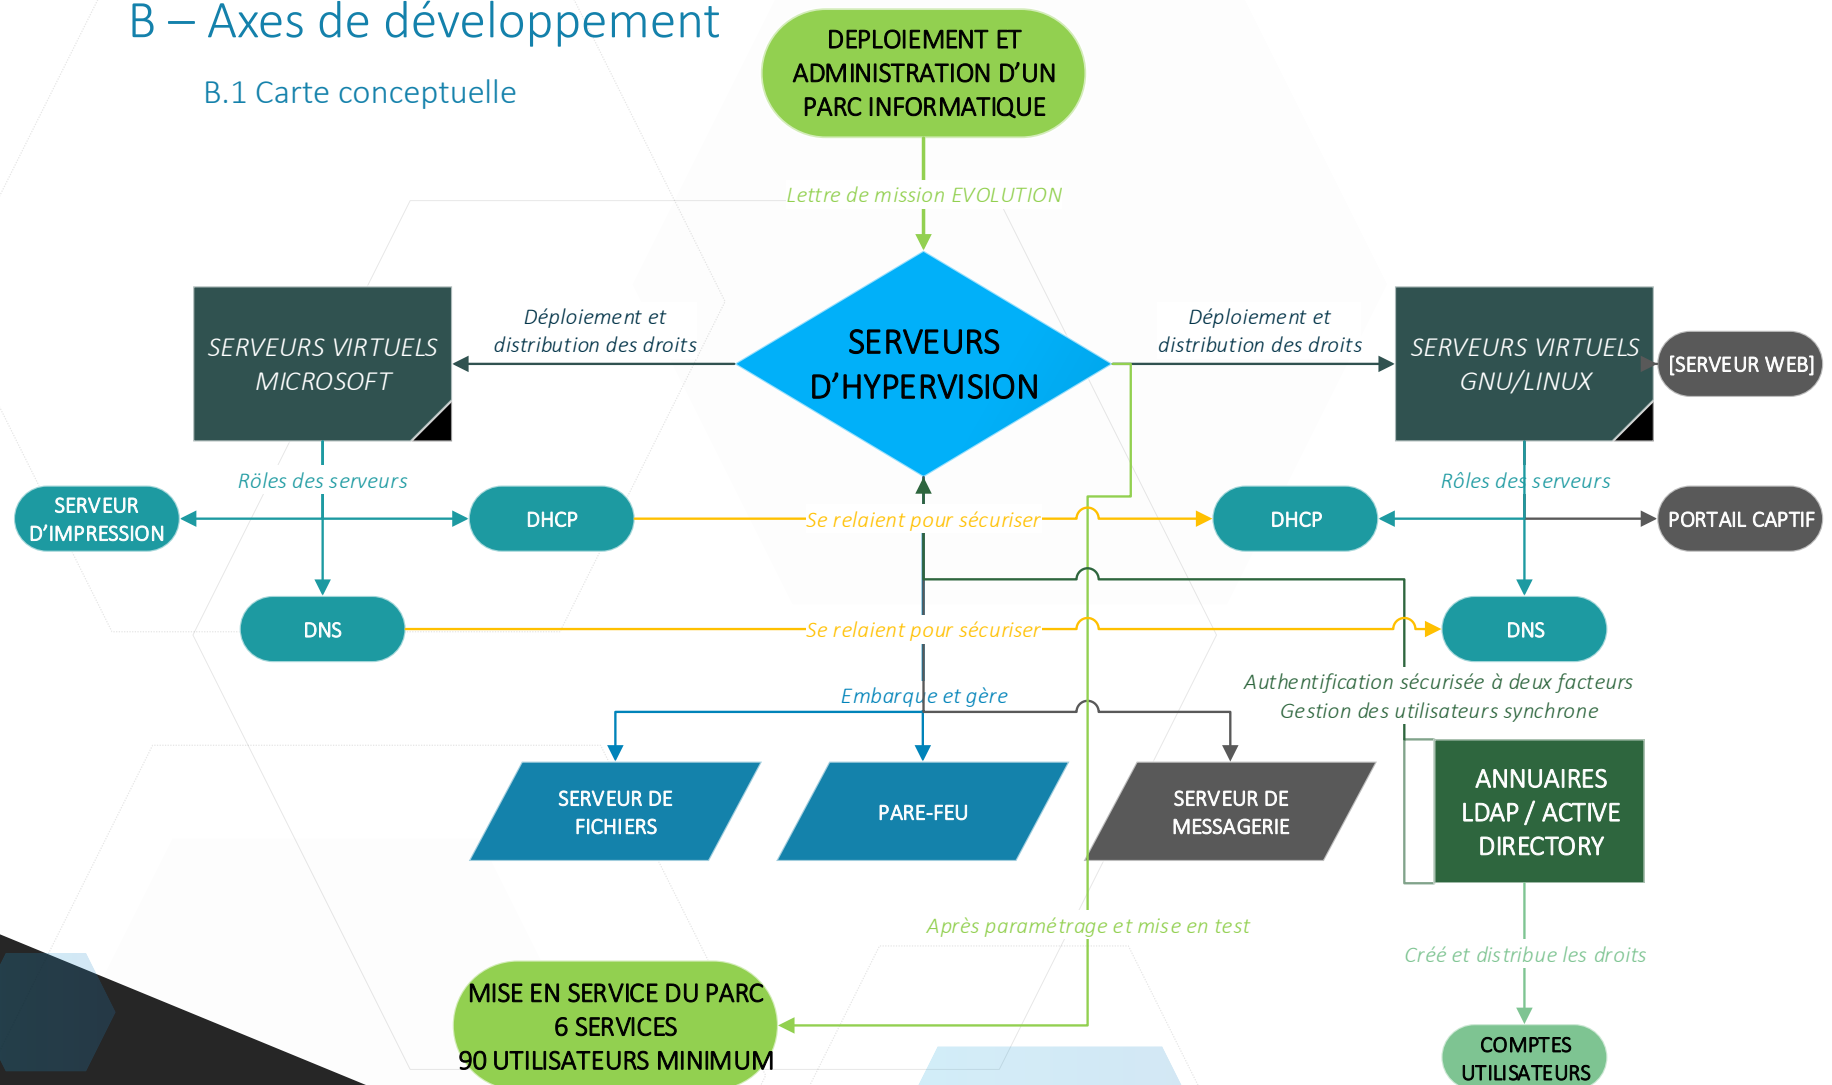 B – Axes de développement
B.1 Carte conceptuelle
DEPLOIEMENT ET
ADMINISTRATION D’UN
PARC INFORMATIQUE
Lettre de mission EVOLUTION
SERVEURS VIRTUELS
MICROSOFT
Déploiement et
distribution des droits
SERVEURS
D’HYPERVISION
Déploiement et
distribution des droits
SERVEURS VIRTUELS
GNU/LINUX
[SERVEUR WEB]
Röles des serveurs
Rôles des serveurs
SERVEUR
D’IMPRESSION
DHCP
Se relaient pour sécuriser
DHCP
PORTAIL CAPTIF
DNS
Se relaient pour sécuriser
DNS
Embarque et gère
Authentification sécurisée à deux facteurs
Gestion des utilisateurs synchrone
SERVEUR DE
FICHIERS
PARE-FEU
SERVEUR DE
MESSAGERIE
ANNUAIRES
LDAP / ACTIVE
DIRECTORY
Après paramétrage et mise en test
Créé et distribue les droits
MISE EN SERVICE DU PARC
6 SERVICES
90 UTILISATEURS MINIMUM
COMPTES
UTILISATEURS